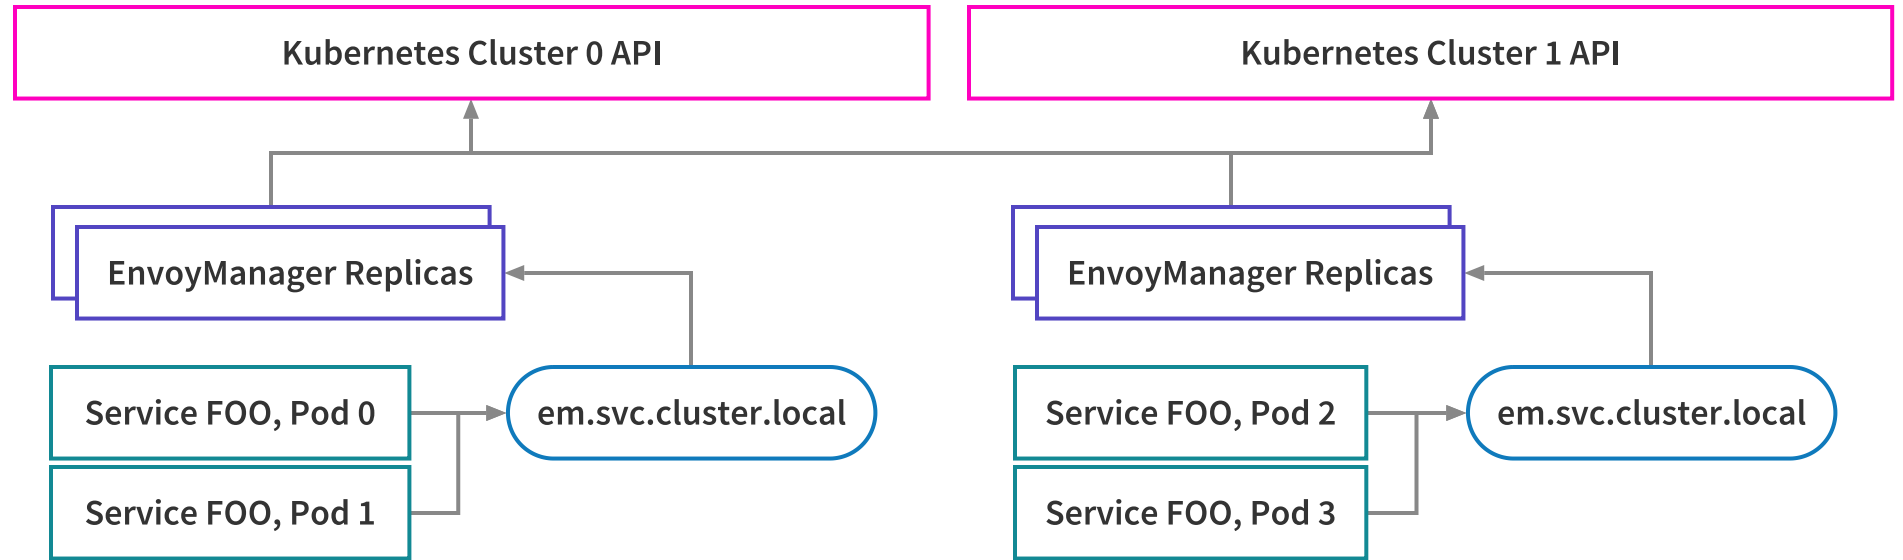 Kubernetes Cluster 0 API
Kubernetes Cluster 1 API
EnvoyManager Replicas
EnvoyManager Replicas
Service FOO, Pod 0
em.svc.cluster.local
Service FOO, Pod 1
Service FOO, Pod 2
em.svc.cluster.local
Service FOO, Pod 3